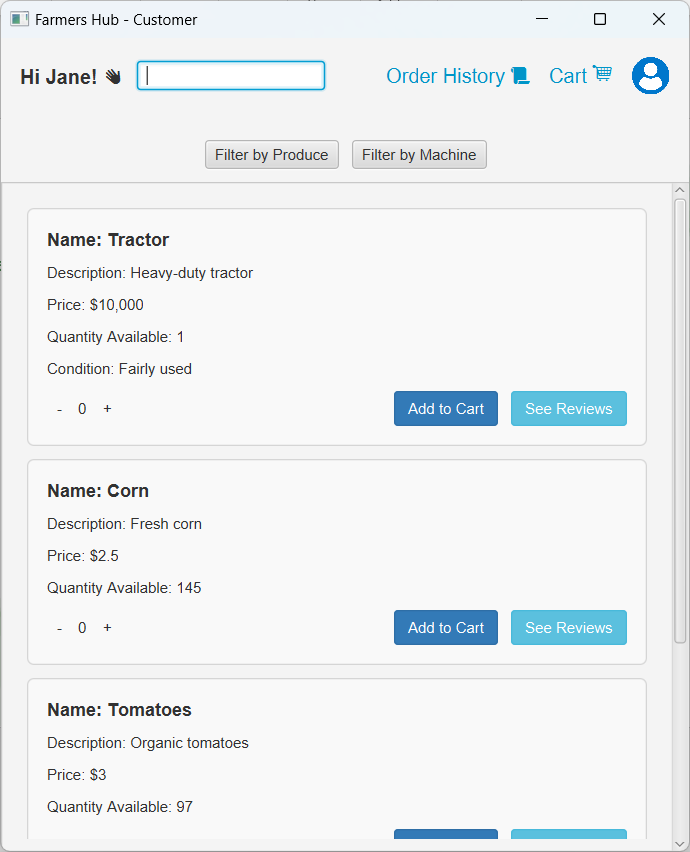 Farmers Hub - Customer
Hi Jane! 👋 Order History Cart
Filter by Produce Filter by Machine
Name: Tractor
Description: Heavy-duty tractor
Price: $10,000
Quantity Available: 1
Condition: Fairly used
- 0 + Add to Cart See Reviews
Name: Corn
Description: Fresh corn
Price: $2.5
Quantity Available: 145
- 0 + Add to Cart See Reviews
Name: Tomatoes
Description: Organic tomatoes
Price: $3
Quantity Available: 97